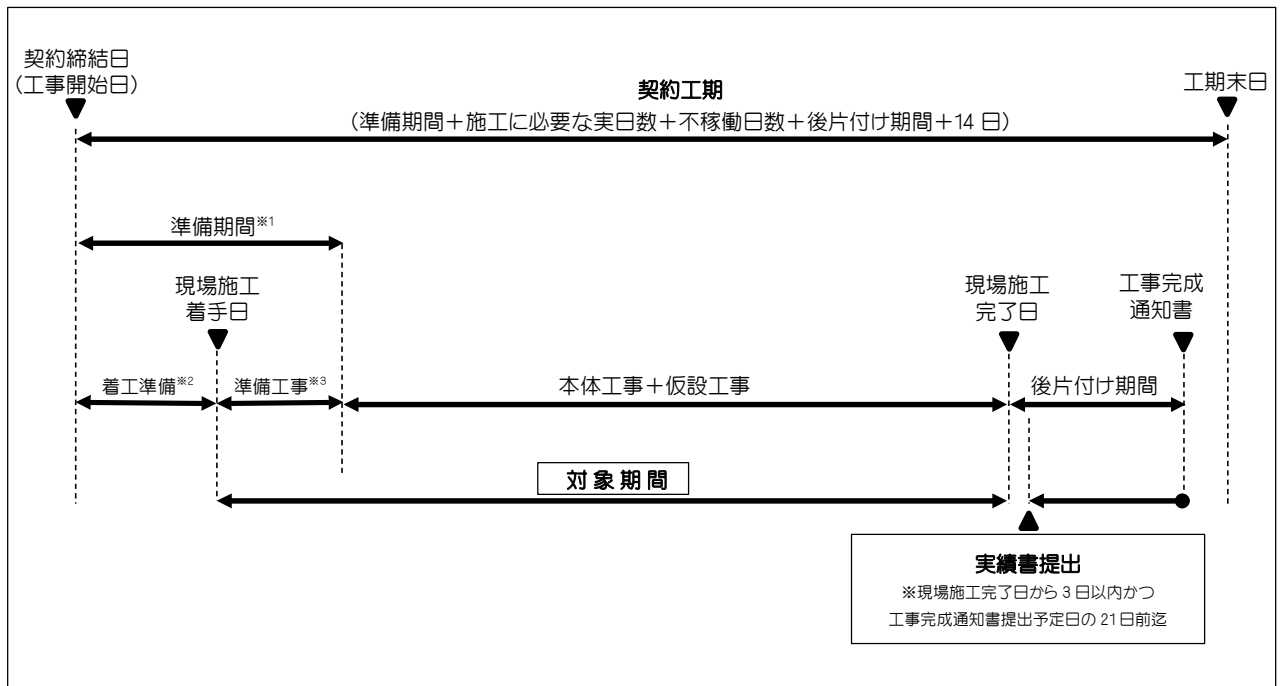 契約締結日
(工事開始日)
契約工期
(準備期間+施工に必要な実日数+不稼働日数+後片付け期間+14日)
工期末日
準備期間※1
現場施工
着手日
現場施工
完了日
工事完成
通知書
着工準備※2
準備工事※3
本体工事+仮設工事
後片付け期間
対象期間
実績書提出
※現場施工完了日から3日以内かつ
工事完成通知書提出予定日の21日前迄